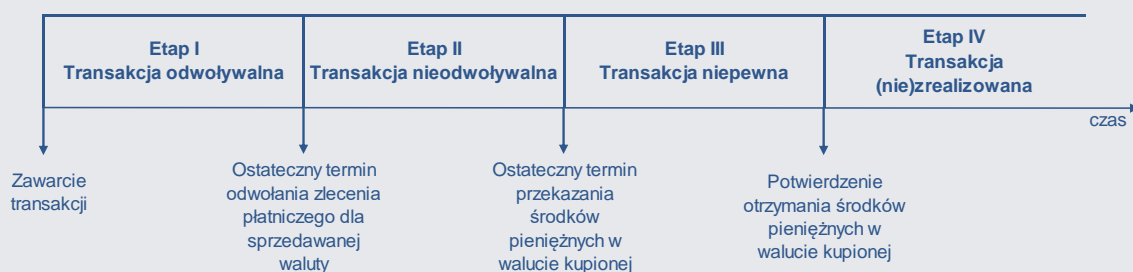 Etap I
Transakcja odwoływalna
Etap II
Transakcja nieodwoływalna
Etap III
Transakcja niepewna
Etap IV
Transakcja
(nie)zrealizowana
czas
Zawarcie
transakcji
Ostateczny termin
odwołania zlecenia
płatniczego dla
sprzedawanej
waluty
Ostateczny termin
przekazania
środków
pieniężnych w
walucie kupionej
Potwierdzenie
otrzymania środków
pieniężnych w
walucie kupionej